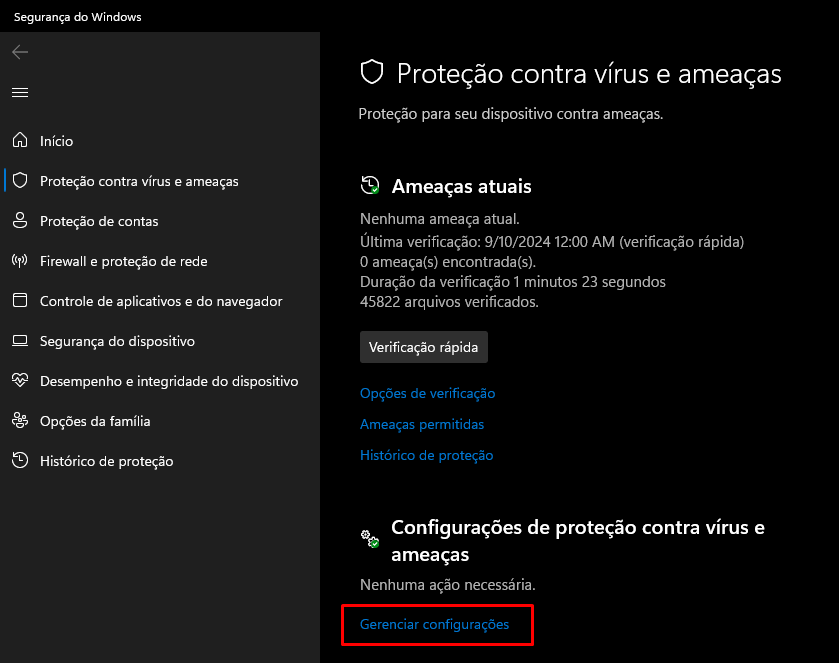 Segurança do Windows
Início
Proteção contra vírus e ameaças
Proteção de contas
Firewall e proteção de rede
Controle de aplicativos e do navegador
Segurança do dispositivo
Desempenho e integridade do dispositivo
Opções da família
Histórico de proteção
Proteção contra vírus e ameaças
Proteção para seu dispositivo contra ameaças.
Ameaças atuais
Nenhuma ameaça atual.
Última verificação: 9/10/2024 12:00 AM (verificação rápida)
0 ameaça(s) encontrada(s).
Duração da verificação 1 minutos 23 segundos
45822 arquivos verificados.
Verificação rápida
Opções de verificação
Ameaças permitidas
Histórico de proteção
Configurações de proteção contra vírus e
ameaças
Nenhuma ação necessária.
Gerenciar configurações